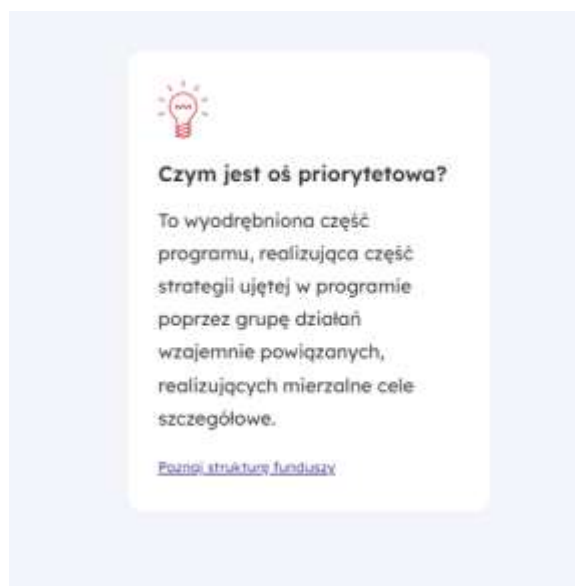 Czym jest oś priorytetowa?
To wyodrębniona część
programu, realizująca część
strategii ujętej w programie
poprzez grupę działań
wzajemnie powiązanych,
realizujących mierzalne cele
szczegółowe.
Poznaj strukturę funduszy